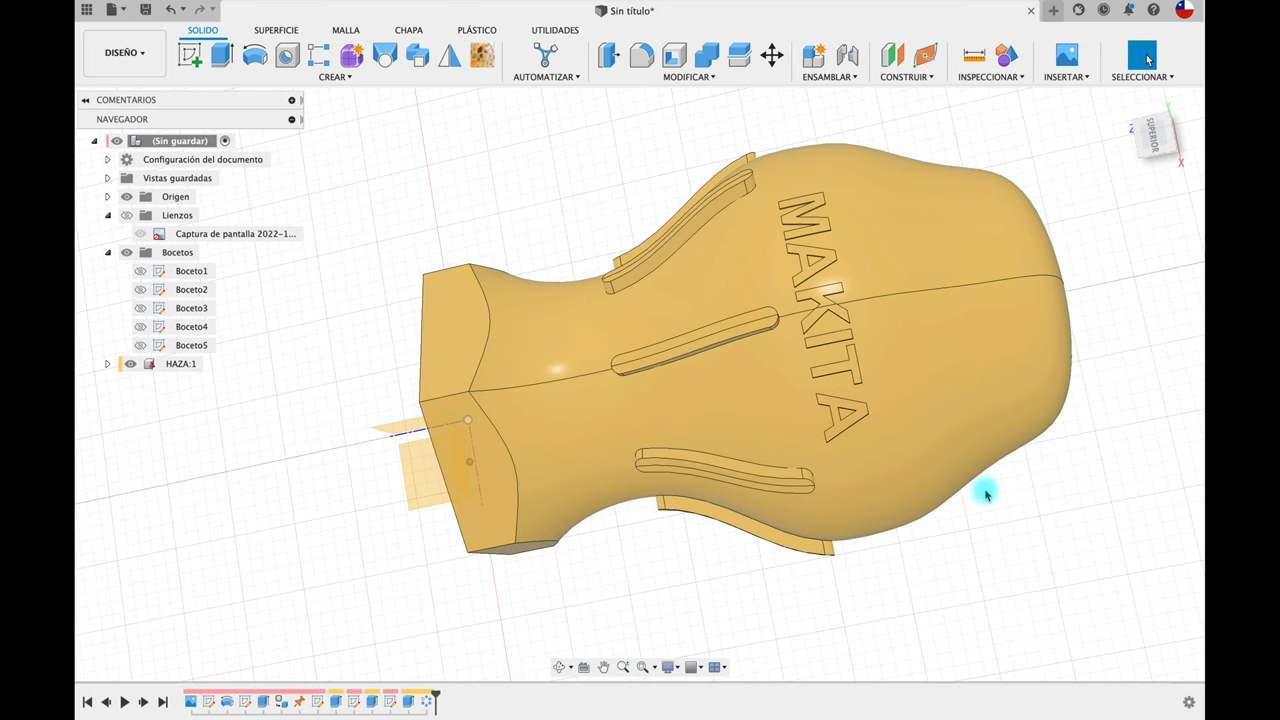 Sin título*
DISEÑO
SOLIDO
SUPERFICIE
MALLA
CHAPA
PLÁSTICO
UTILIDADES
CREAR
AUTOMATIZAR
MODIFICAR
ENSAMBLAR
CONSTRUIR
INSPECCIONAR
INSERTAR
SELECCIONAR
COMENTARIOS
NAVEGADOR
(Sin guardar)
Configuración del documento
Vistas guardadas
Origen
Lienzos
Captura de pantalla 2022-1...
Bocetos
Boceto1
Boceto2
Boceto3
Boceto4
Boceto5
HAZA:1
MAKITA
SUPERIOR
Z
Y
X